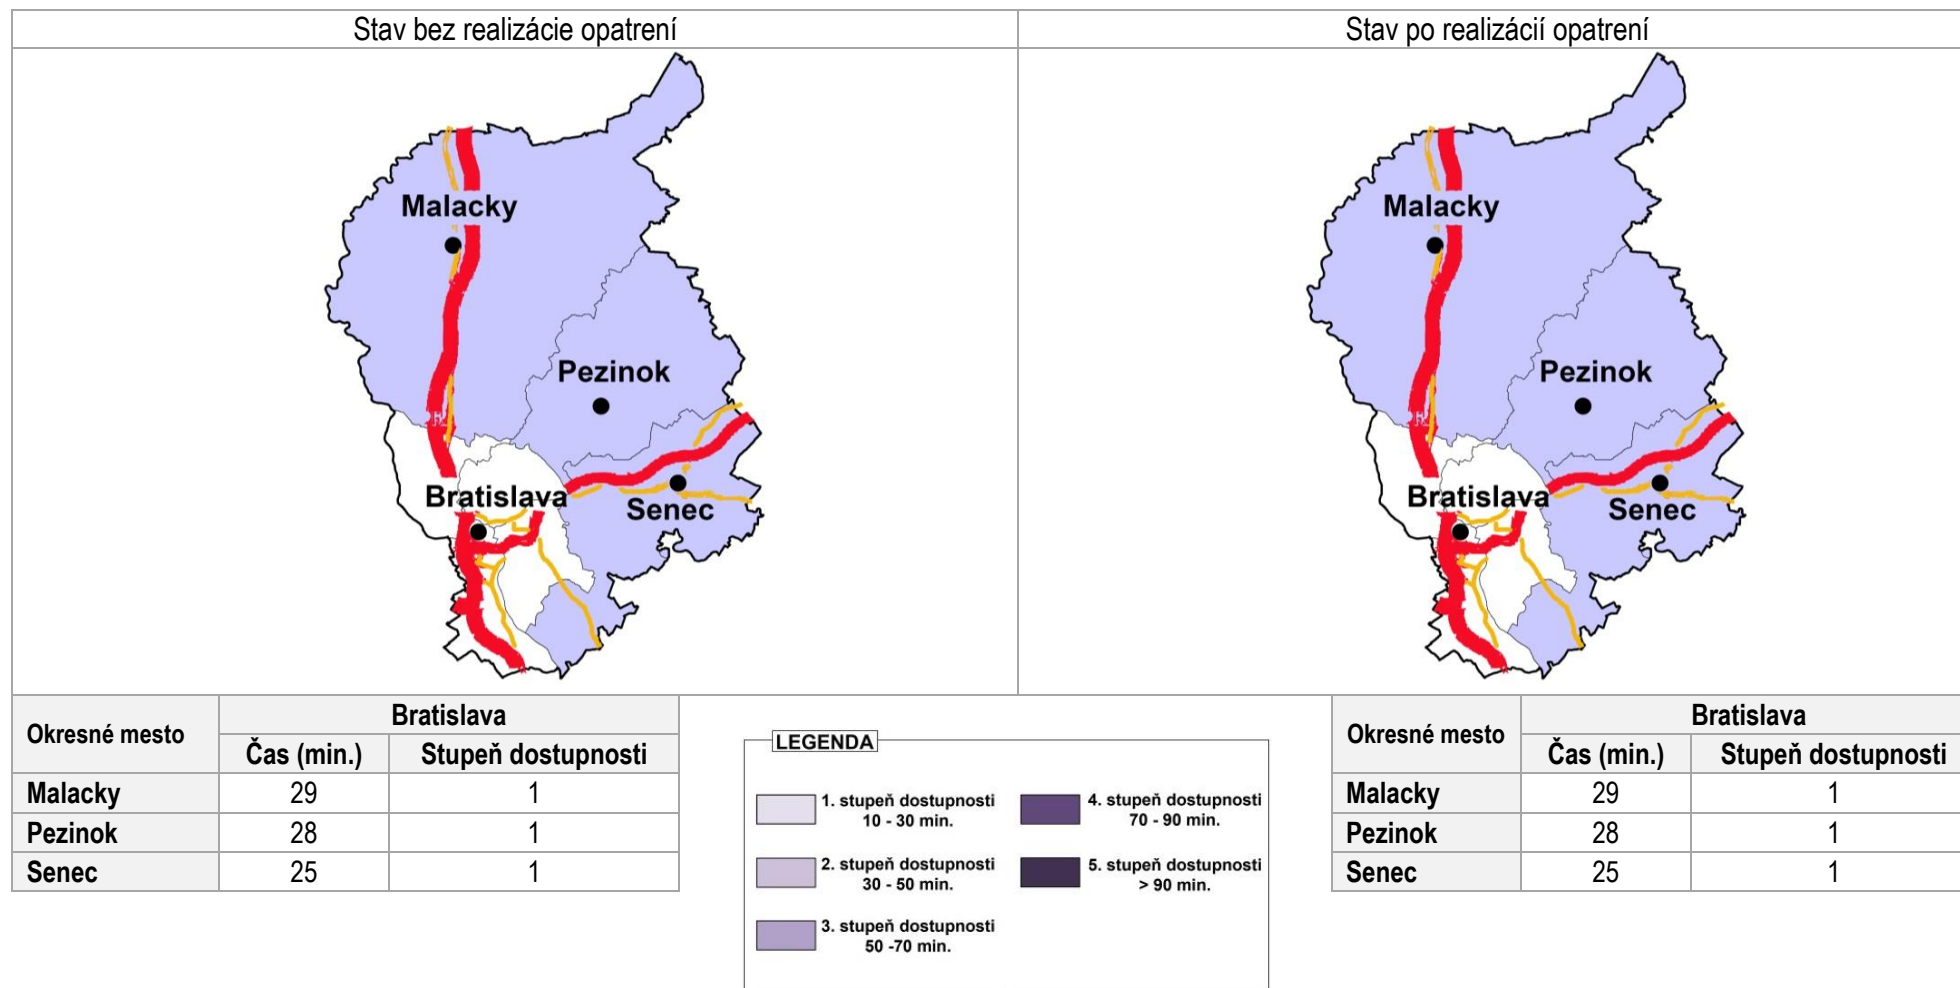 Stav bez realizácie opatrení
Stav po realizácií opatrení
Malacky
Pezinok
Bratislava
Senec
Malacky
Pezinok
Bratislava
Senec
Okresné mesto
Bratislava
Čas (min.) Stupeň dostupnosti
Malacky 29 1
Pezinok 28 1
Senec 25 1
LEGENDA
1. stupeň dostupnosti
10 - 30 min.
2. stupeň dostupnosti
30 - 50 min.
3. stupeň dostupnosti
50 -70 min.
4. stupeň dostupnosti
70 - 90 min.
5. stupeň dostupnosti
> 90 min.
Okresné mesto
Bratislava
Čas (min.) Stupeň dostupnosti
Malacky 29 1
Pezinok 28 1
Senec 25 1